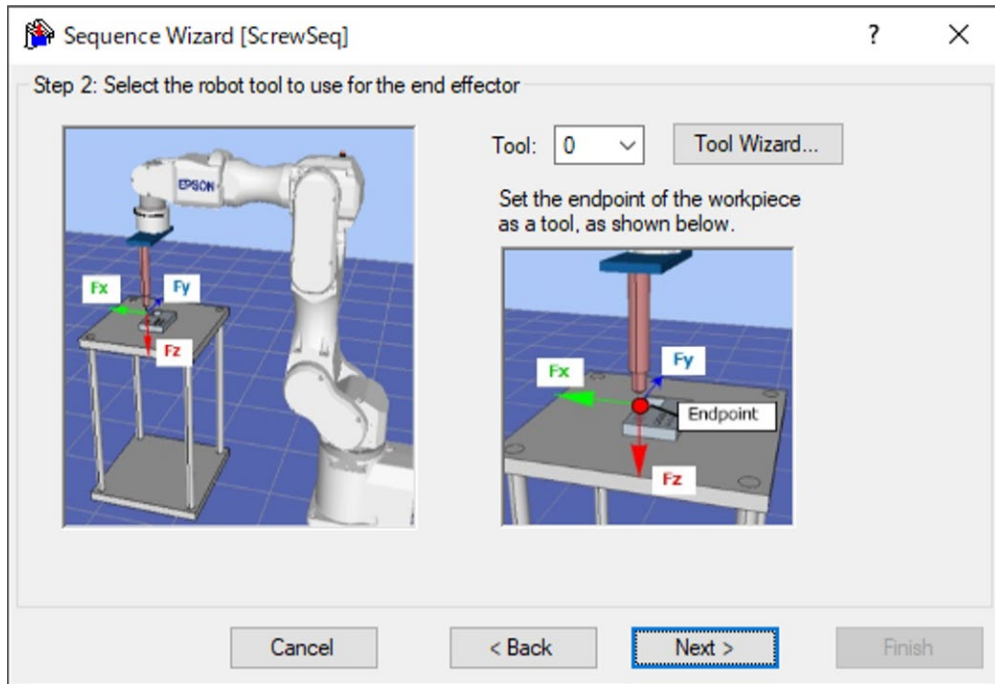 Sequence Wizard [ScrewSeq]
?
Step 2: Select the robot tool to use for the end effector
Tool: 0
Tool Wizard...
Set the endpoint of the workpiece
as a tool, as shown below.
EPSON
Fx
Fy
Fz
Fx
Fy
Endpoint
Fz
Cancel
< Back
Next >
Finish